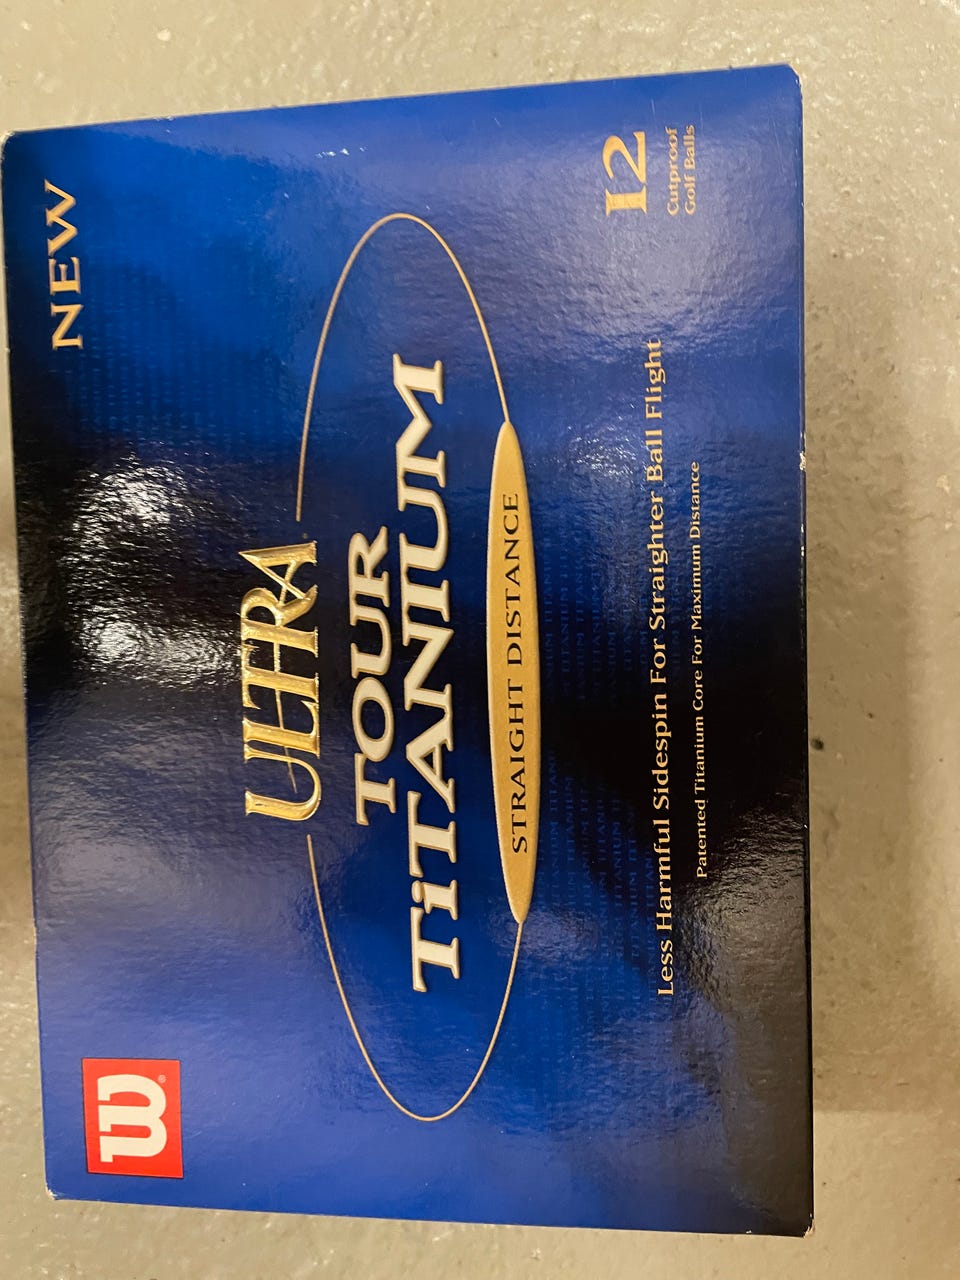 W®
NEW
ULTRA
TOUR
TiTANIUM
STRAIGHT DISTANCE
Less Harmful Sidespin For Straighter Ball Flight
Patented Titanium Core For Maximum Distance
12
Cutproof
Golf Balls